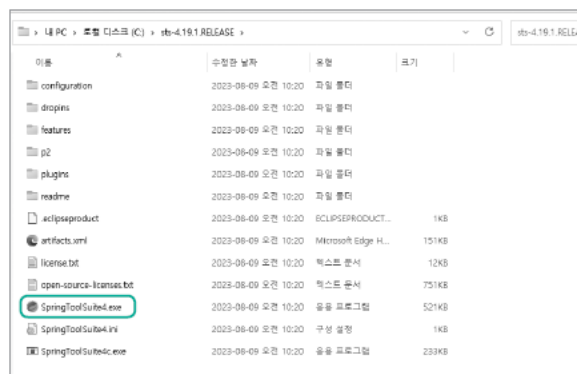 내 PC > 로컬 디스크 (C:) > sts-4.19.1.RELEASE >
sts-4.19.1.RELEA
이름 수정한 날짜 유형 크기
configuration 2023-08-09 오전 10:20 파일 폴더
dropins 2023-08-09 오전 10:20 파일 폴더
features 2023-08-09 오전 10:20 파일 폴더
p2 2023-08-09 오전 10:20 파일 폴더
plugins 2023-08-09 오전 10:20 파일 폴더
readme 2023-08-09 오전 10:20 파일 폴더
.eclipseproduct 2023-08-09 오전 10:20 ECLIPSEPRODUCT... 1KB
artifacts.xml 2023-08-09 오전 10:20 Microsoft Edge H... 151KB
license.txt 2023-08-09 오전 10:20 텍스트 문서 12KB
open-source-licenses.txt 2023-08-09 오전 10:20 텍스트 문서 751KB
SpringToolSuite4.exe 2023-08-09 오전 10:20 응용 프로그램 521KB
SpringToolSuite4.ini 2023-08-09 오전 10:20 구성 설정 1KB
SpringToolSuite4c.exe 2023-08-09 오전 10:20 응용 프로그램 233KB